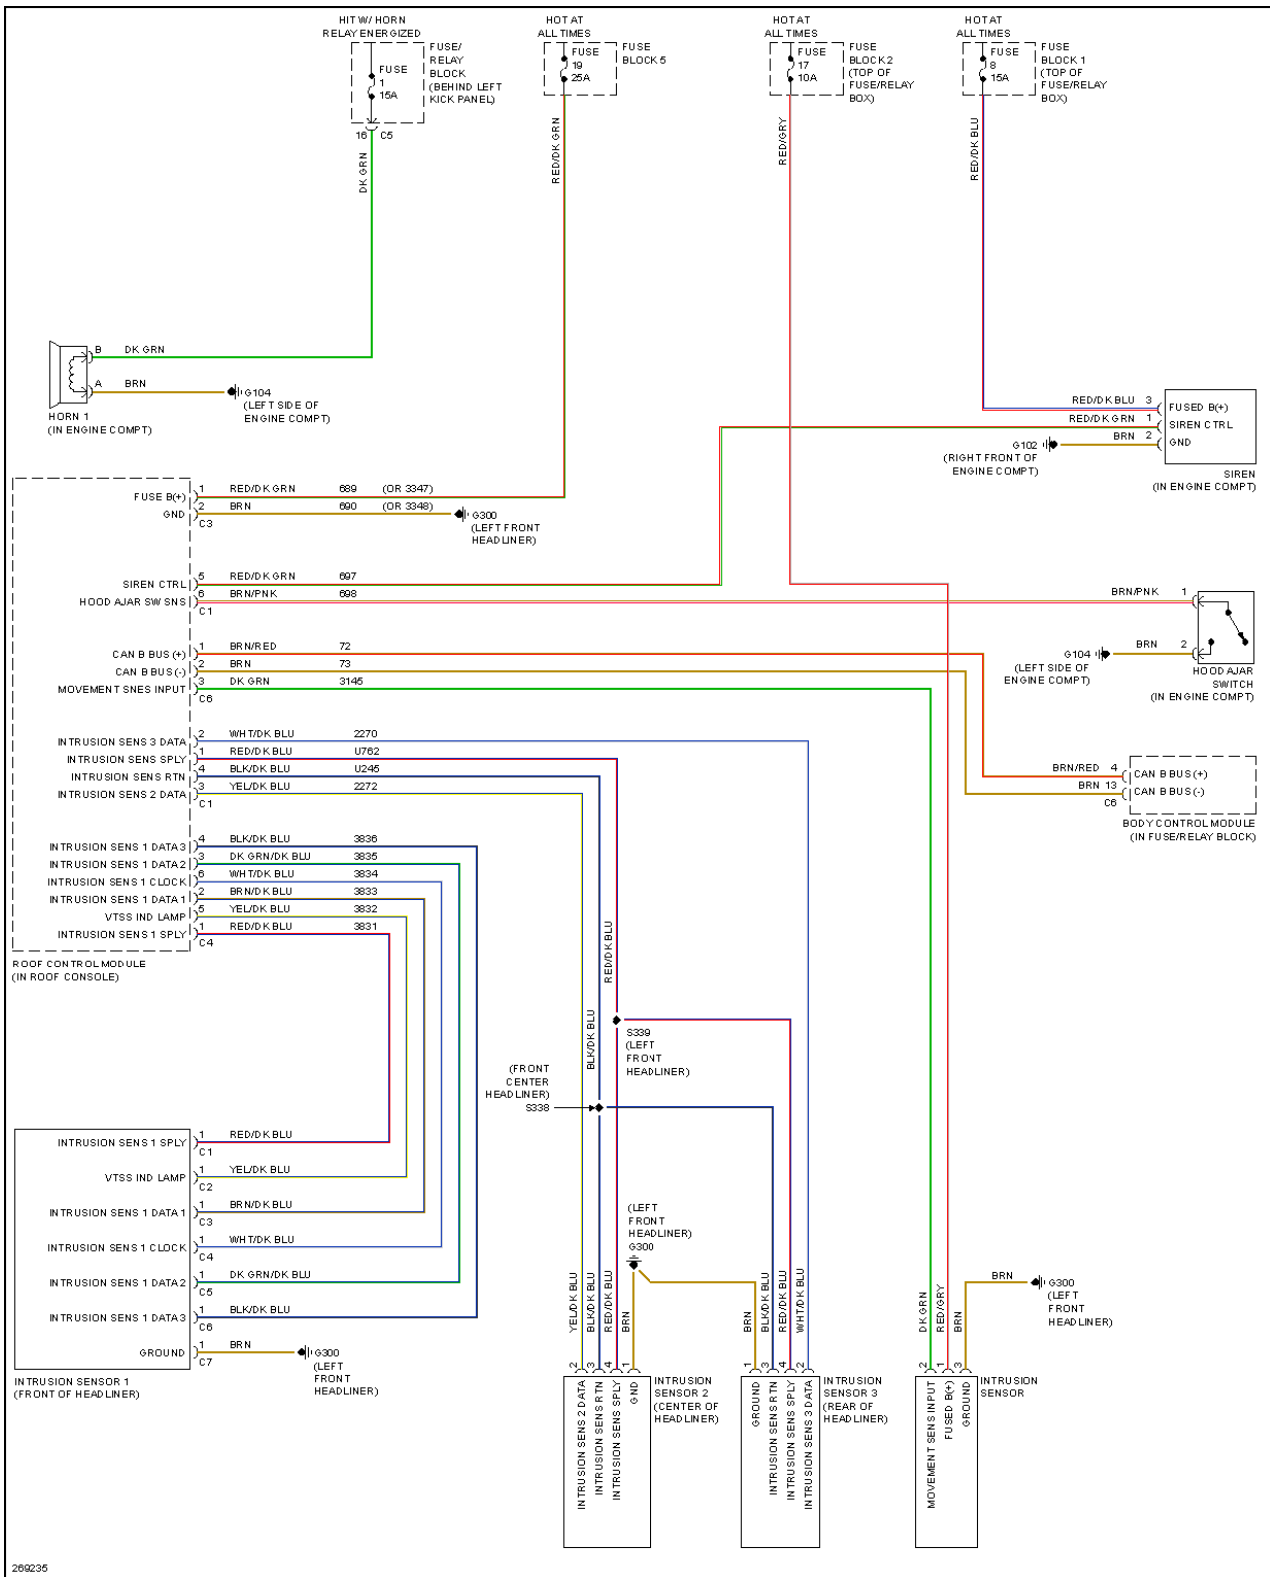 HIT W/ HORN
RELAY ENERGIZED
FUSE
1
15A
FUSE/
RELAY
BLOCK
(BEHIND LEFT
KICK PANEL)
16 C5
DK GRN
HOT AT
ALL TIMES
FUSE
19
25A
FUSE
BLOCK 5
RED/DK GRN
HOT AT
ALL TIMES
FUSE
17
10A
FUSE
BLOCK 2
(TOP OF
FUSE/RELAY
BOX)
RED/GRY
HOT AT
ALL TIMES
FUSE
8
15A
FUSE
BLOCK 1
(TOP OF
FUSE/RELAY
BOX)
RED/DK BLU
B DK GRN
A BRN
G104
(LEFT SIDE OF
ENGINE COMPT)
HORN 1
(IN ENGINE COMPT)
RED/DK BLU 3 FUSED B(+)
RED/DK GRN 1 SIREN CTRL
BRN 2 GND
G102
(RIGHT FRONT OF
ENGINE COMPT)
SIREN
(IN ENGINE COMPT)
FUSE B(+) 1 RED/DK GRN 689 (OR 3347)
GND 2 BRN 690 (OR 3348)
C3
G300
(LEFT FRONT
HEADLINER)
SIREN CTRL 5 RED/DK GRN 697
HOOD AJAR SW SNS 6 BRN/PNK 698
C1
CAN B BUS (+) 1 BRN/RED 72
CAN B BUS (-) 2 BRN 73
MOVEMENT SNES INPUT 3 DK GRN 3145
C6
INTRUSION SENS 3 DATA 2 WHT/DK BLU 2270
INTRUSION SENS SPLY 1 RED/DK BLU U762
INTRUSION SENS RTN 4 BLK/DK BLU U245
INTRUSION SENS 2 DATA 3 YEL/DK BLU 2272
C1
INTRUSION SENS 1 DATA 3 4 BLK/DK BLU 3836
INTRUSION SENS 1 DATA 2 3 DK GRN/DK BLU 3835
INTRUSION SENS 1 CLOCK 6 WHT/DK BLU 3834
INTRUSION SENS 1 DATA 1 2 BRN/DK BLU 3833
VTSS IND LAMP 5 YEL/DK BLU 3832
INTRUSION SENS 1 SPLY 1 RED/DK BLU 3831
C4
ROOF CONTROL MODULE
(IN ROOF CONSOLE)
BRN/PNK 1
BRN 2
G104
(LEFT SIDE OF
ENGINE COMPT)
HOOD AJAR
SWITCH
(IN ENGINE COMPT)
BRN/RED 4 CAN B BUS (+)
BRN 13 CAN B BUS (-)
C6
BODY CONTROL MODULE
(IN FUSE/RELAY BLOCK)
RED/DK BLU
BLK/DK BLU
S339
(LEFT
FRONT
HEADLINER)
(FRONT
CENTER
HEADLINER)
S338
INTRUSION SENS 1 SPLY 1 RED/DK BLU
C1
VTSS IND LAMP 1 YEL/DK BLU
C2
INTRUSION SENS 1 DATA 1 1 BRN/DK BLU
C3
INTRUSION SENS 1 CLOCK 1 WHT/DK BLU
C4
INTRUSION SENS 1 DATA 2 1 DK GRN/DK BLU
C5
INTRUSION SENS 1 DATA 3 1 BLK/DK BLU
C6
GROUND 1 BRN
C7
G300
(LEFT
FRONT
HEADLINER)
INTRUSION SENSOR 1
(FRONT OF HEADLINER)
(LEFT
FRONT
HEADLINER)
G300
YEL/DK BLU 2 INTRUSION SENS 2 DATA
BLK/DK BLU 3 INTRUSION SENS RTN
RED/DK BLU 4 INTRUSION SENS SPLY
BRN 1 GND
INTRUSION
SENSOR 2
(CENTER OF
HEADLINER)
BRN 1 GROUND
BLK/DK BLU 3 INTRUSION SENS RTN
RED/DK BLU 4 INTRUSION SENS SPLY
WHT/DK BLU 2 INTRUSION SENS 3 DATA
INTRUSION
SENSOR 3
(REAR OF
HEADLINER)
DK GRN 2 MOVEMENT SENS INPUT
RED/GRY 1 FUSED B(+)
BRN 3 GROUND
BRN
G300
(LEFT
FRONT
HEADLINER)
INTRUSION
SENSOR
269235